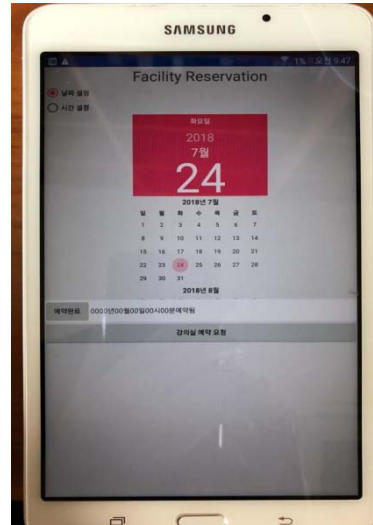 SAMSUNG
1% 오전 9:47
Facility Reservation
날짜 설정
시간 설정
화요일
2018
7월
24
2018년 7월
일 월 화 수 목 금 토
1 2 3 4 5 6 7
8 9 10 11 12 13 14
15 16 17 18 19 20 21
22 23 24 25 26 27 28
29 30 31
2018년 8월
예약완료 0000년00월00일00시00분예약됨
강의실 예약 요청